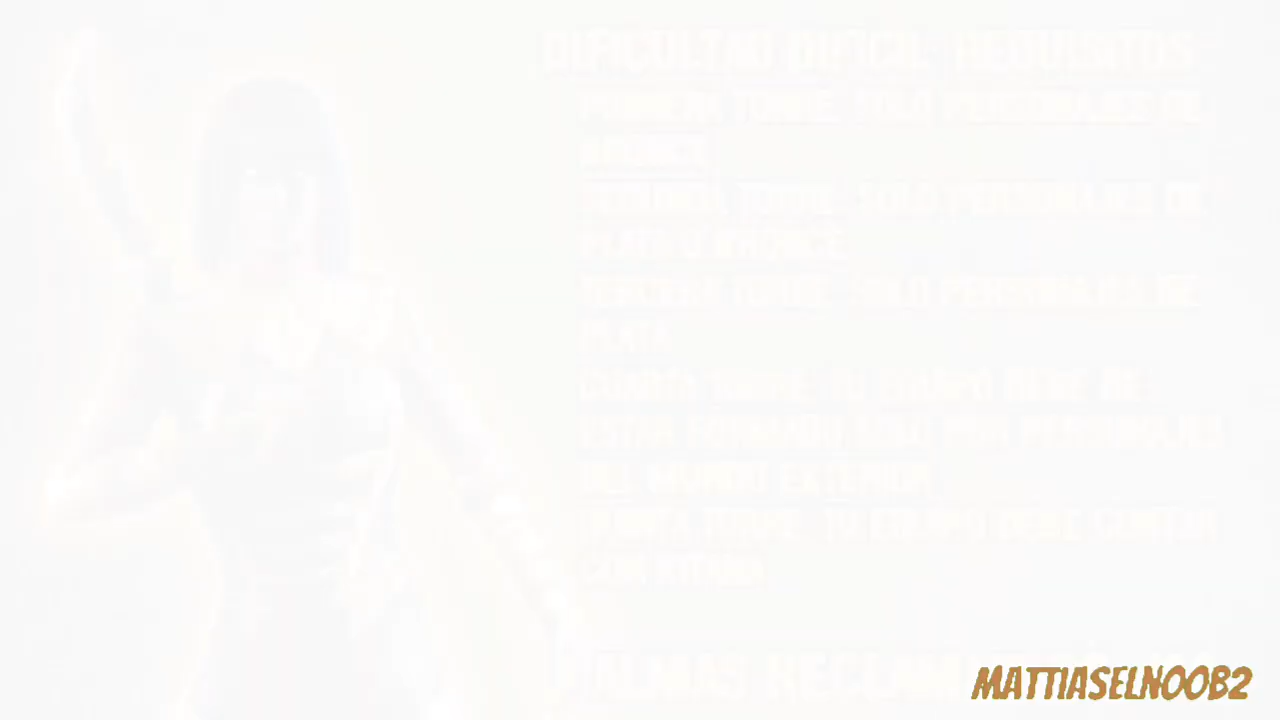 DIFICULTAD DIFICIL REQUISITOS
PRIMERA TORRE: SOLO PERSONAJES DE
BRONCE
SEGUNDA TORRE: SOLO PERSONAJES DE
PLATA Y BRONCE
TERCERA TORRE: SOLO PERSONAJES DE
PLATA
CUARTA TORRE: TU EQUIPO DEBE DE
ESTAR FORMADO SOLO POR PERSONAJES
DEL MUNDO EXTERIOR
QUINTA TORRE: TU EQUIPO DEBE CONTAR
CON
ALMAS
MATTIASELNOOB2